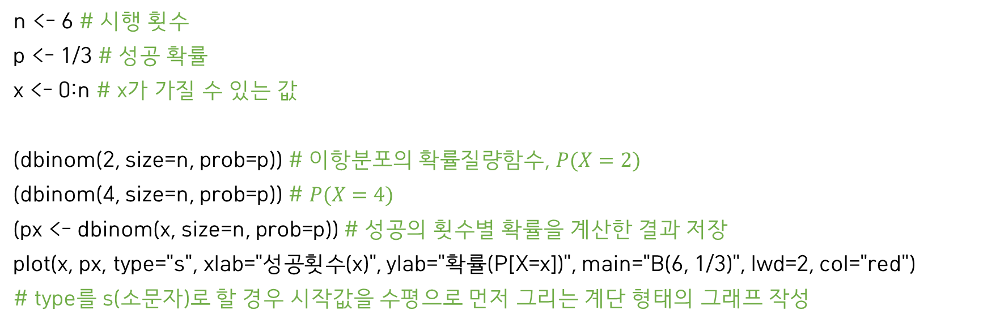 n <- 6 # 시행 횟수
p <- 1/3 # 성공 확률
x <- 0:n # x가 가질 수 있는 값
(dbinom(2, size=n, prob=p)) # 이항분포의 확률질량함수, P(X = 2)
(dbinom(4, size=n, prob=p)) # P(X = 4)
(px <- dbinom(x, size=n, prob=p)) # 성공의 횟수별 확률을 계산한 결과 저장
plot(x, px, type="s", xlab="성공횟수(x)", ylab="확률(P[X=x])", main="B(6, 1/3)", lwd=2, col="red")
# type를 s(소문자)로 할 경우 시작값을 수평으로 먼저 그리는 계단 형태의 그래프 작성